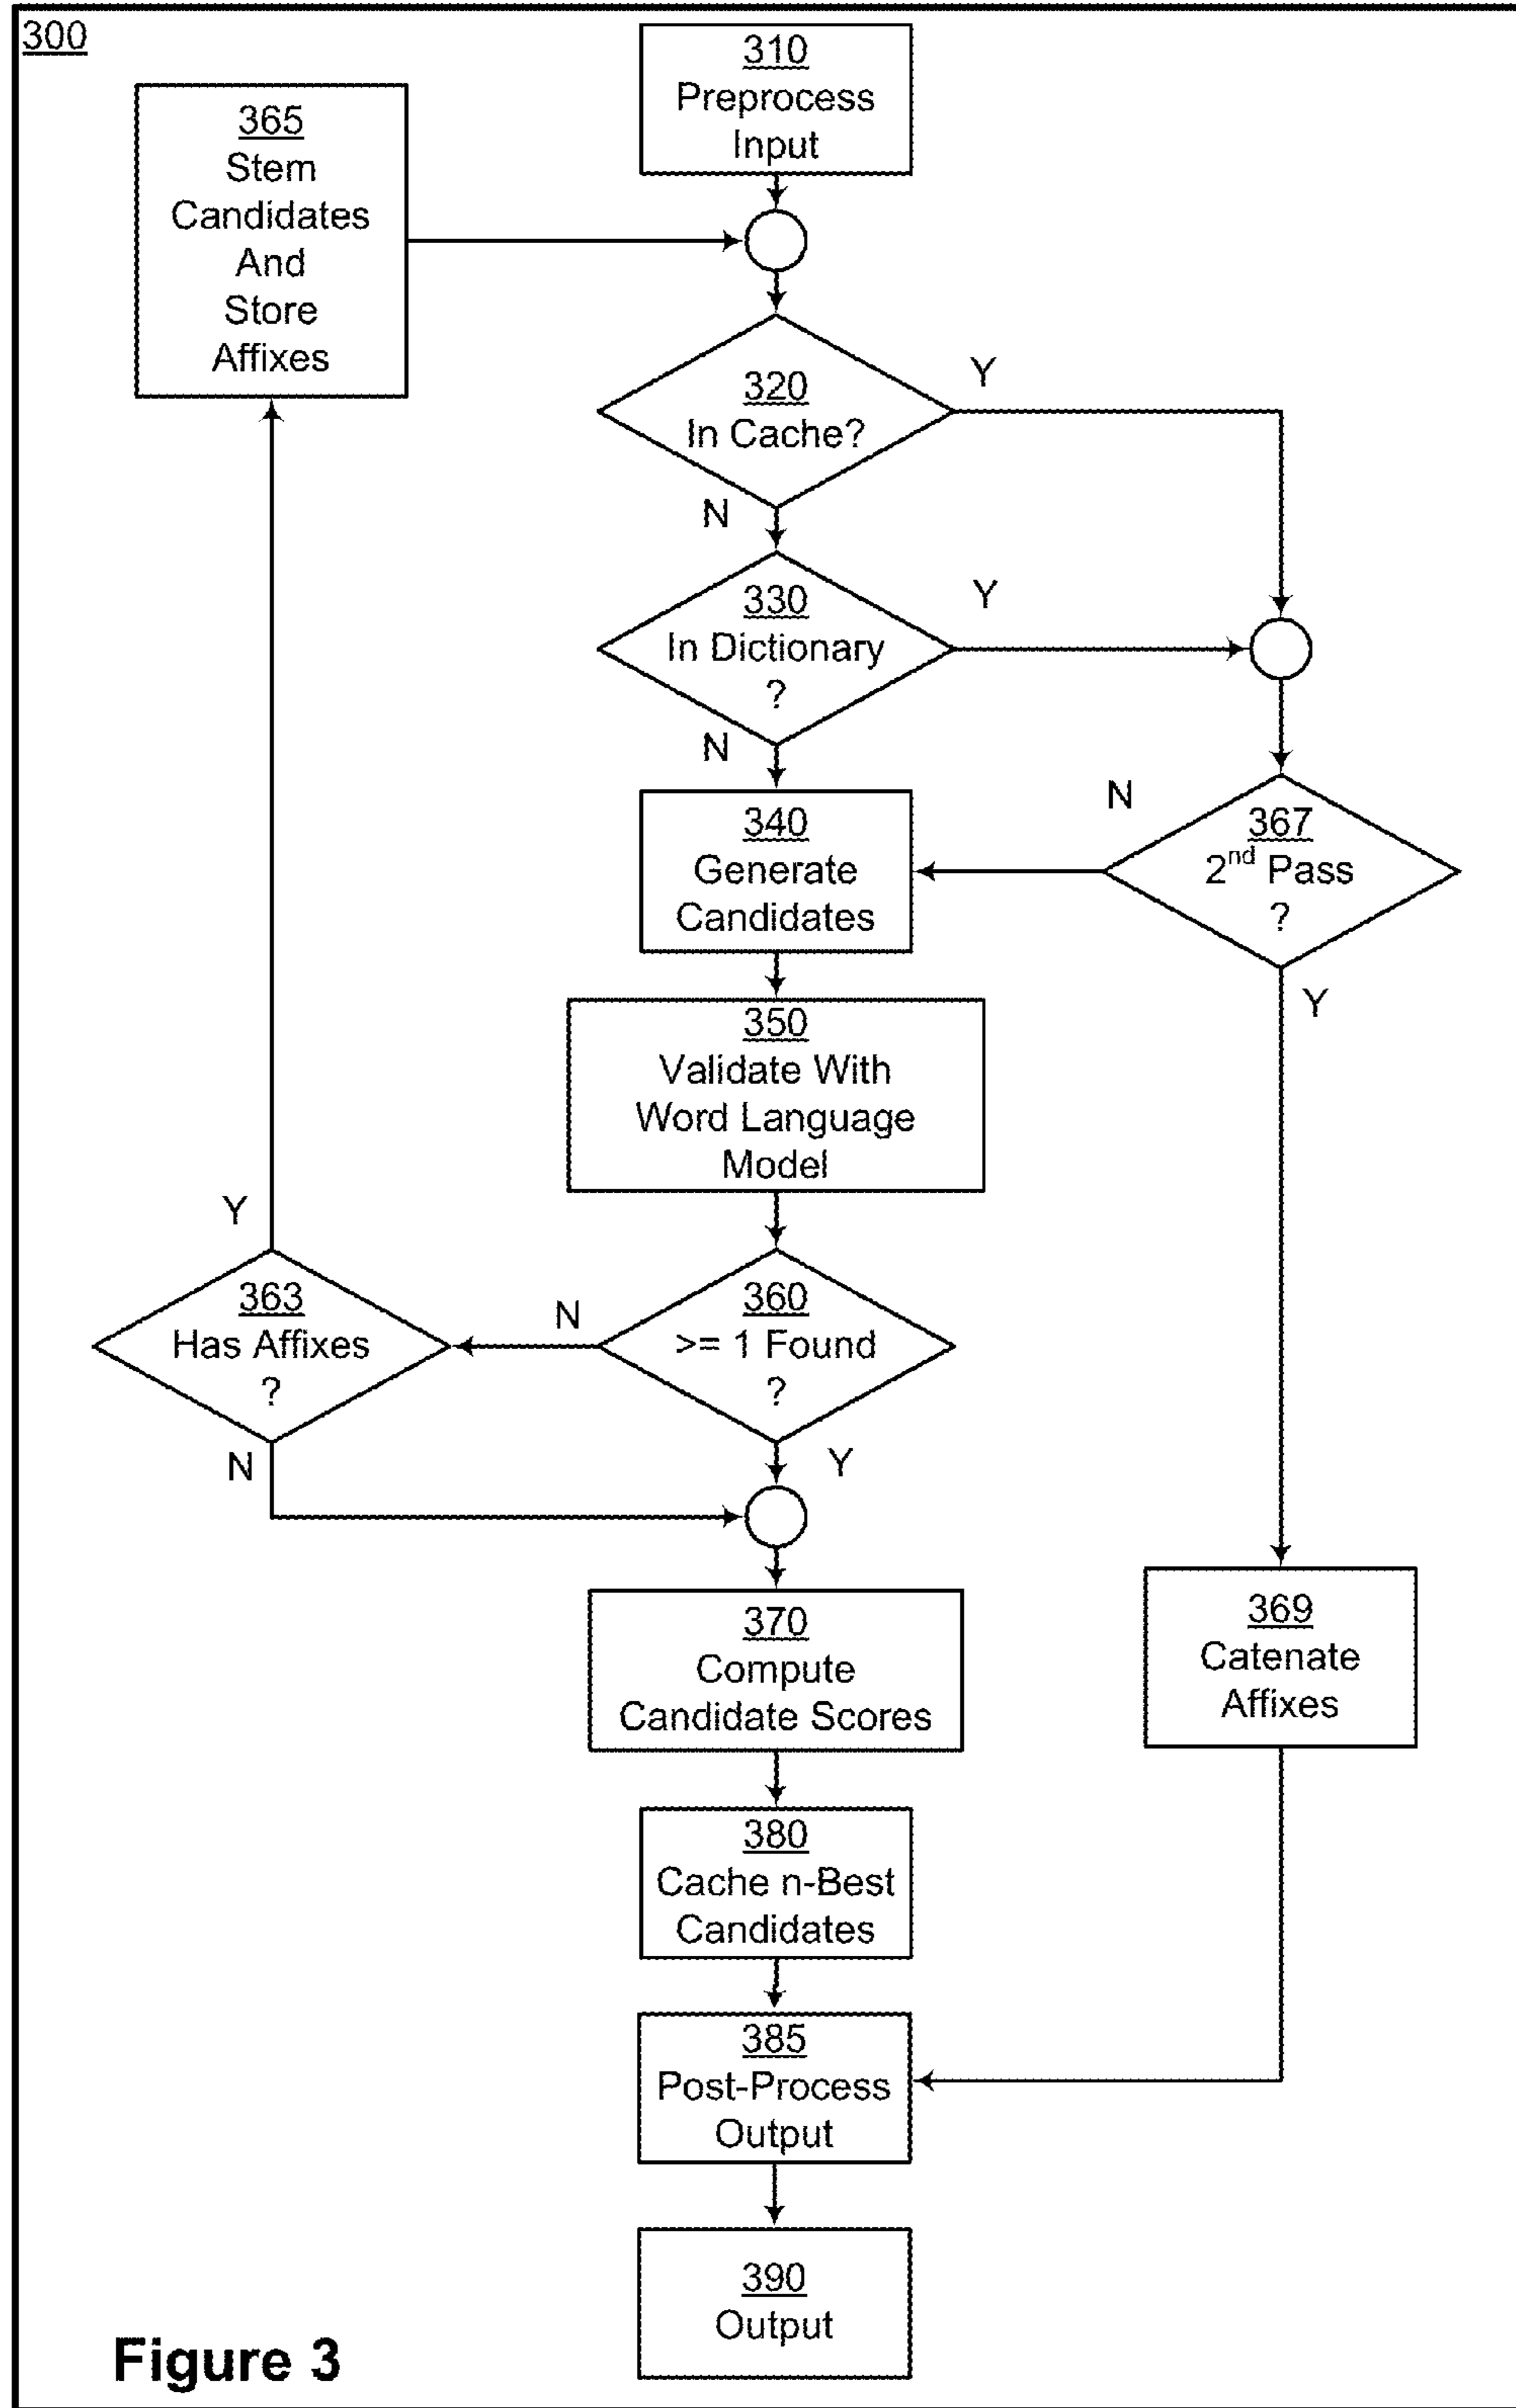 300
310
Preprocess
Input
365
Stem
Candidates
And
Store
Affixes
320
In Cache?
Y
N
330
In Dictionary
?
Y
N
340
Generate
Candidates
N
367
2nd Pass
?
Y
350
Validate With
Word Language
Model
Y
363
Has Affixes
?
N
N
360
>= 1 Found
?
Y
370
Compute
Candidate Scores
369
Catenate
Affixes
380
Cache n-Best
Candidates
385
Post-Process
Output
390
Output
Figure 3